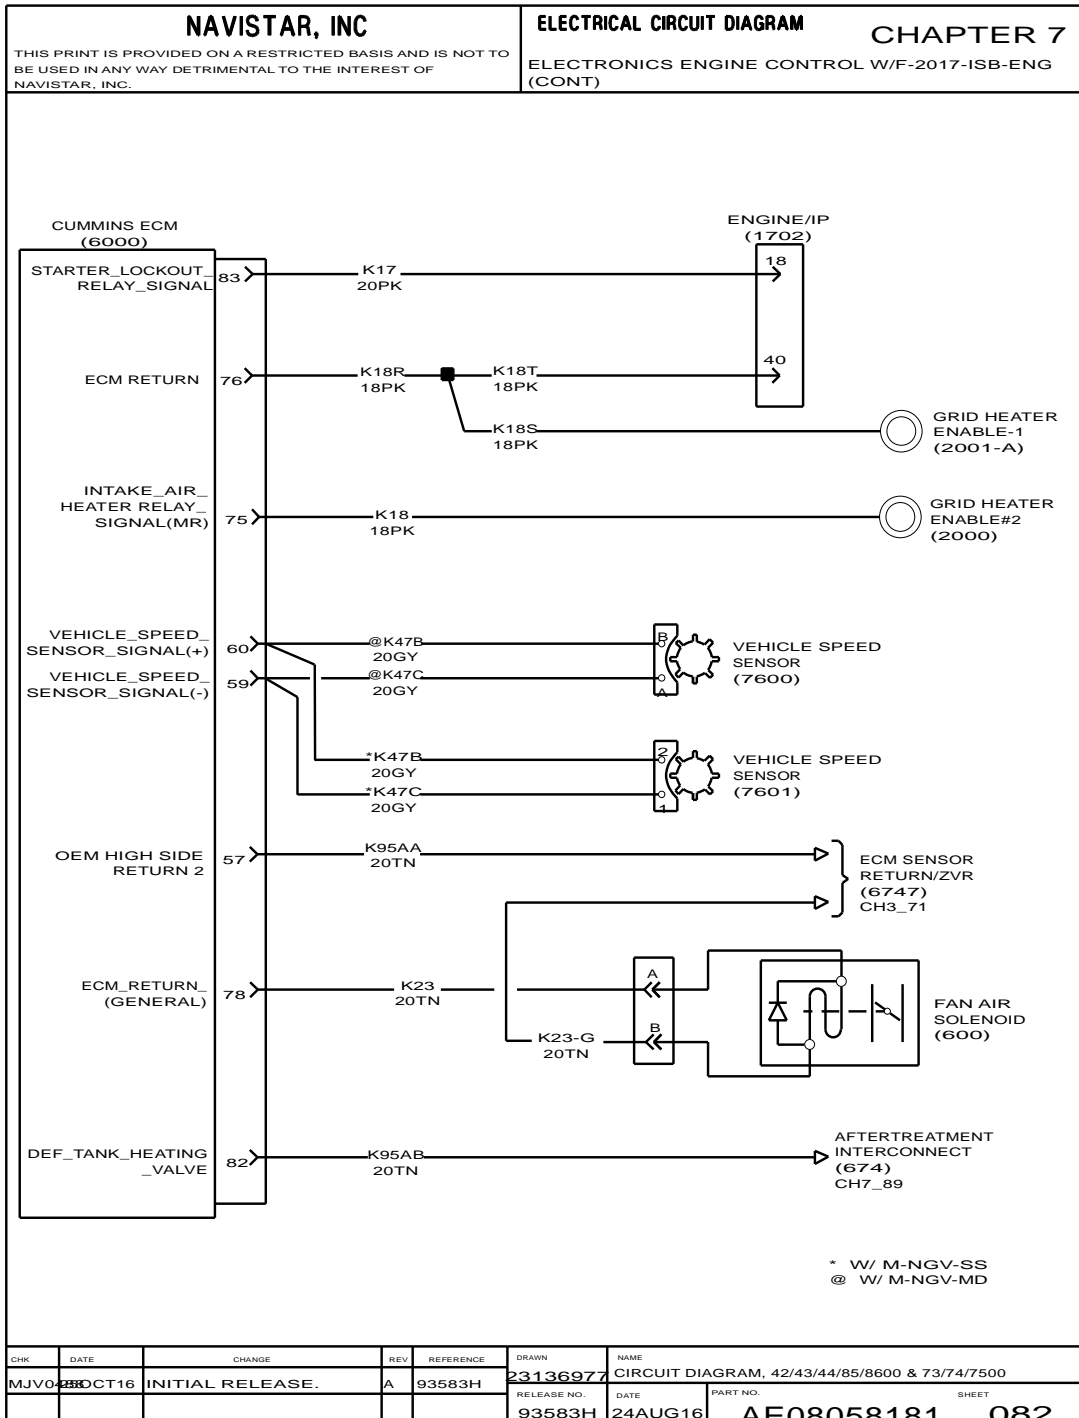 NAVISTAR, INC
THIS PRINT IS PROVIDED ON A RESTRICTED BASIS AND IS NOT TO
BE USED IN ANY WAY DETRIMENTAL TO THE INTEREST OF
NAVISTAR, INC.
ELECTRICAL CIRCUIT DIAGRAM
CHAPTER 7
ELECTRONICS ENGINE CONTROL W/F-2017-ISB-ENG
(CONT)
CUMMINS ECM
(6000)
ENGINE/IP
(1702)
STARTER_LOCKOUT_
RELAY_SIGNAL
83
K17
20PK
18
ECM RETURN
76
K18R
18PK
K18T
18PK
40
K18S
18PK
GRID HEATER
ENABLE-1
(2001-A)
INTAKE_AIR_
HEATER RELAY_
SIGNAL(MR)
75
K18
18PK
GRID HEATER
ENABLE#2
(2000)
VEHICLE_SPEED_
SENSOR_SIGNAL(+)
60
@K47B
20GY
B
VEHICLE_SPEED_
SENSOR_SIGNAL(-)
59
@K47C
20GY
A
VEHICLE SPEED
SENSOR
(7600)
*K47B
20GY
2
*K47C
20GY
1
VEHICLE SPEED
SENSOR
(7601)
OEM HIGH SIDE
RETURN 2
57
K95AA
20TN
ECM SENSOR
RETURN/ZVR
(6747)
CH3_71
ECM_RETURN_
(GENERAL)
78
K23
20TN
A
K23-G
20TN
B
FAN AIR
SOLENOID
(600)
DEF_TANK_HEATING
_VALVE
82
K95AB
20TN
AFTERTREATMENT
INTERCONNECT
(674)
CH7_89
* W/ M-NGV-SS
@ W/ M-NGV-MD
CHK DATE CHANGE REV REFERENCE
INITIAL RELEASE. A 93583H
DRAWN
23136977
NAME
CIRCUIT DIAGRAM, 42/43/44/85/8600 & 73/74/7500
RELEASE NO.
93583H
DATE
24AUG16
PART NO.
AE08058181
SHEET
082